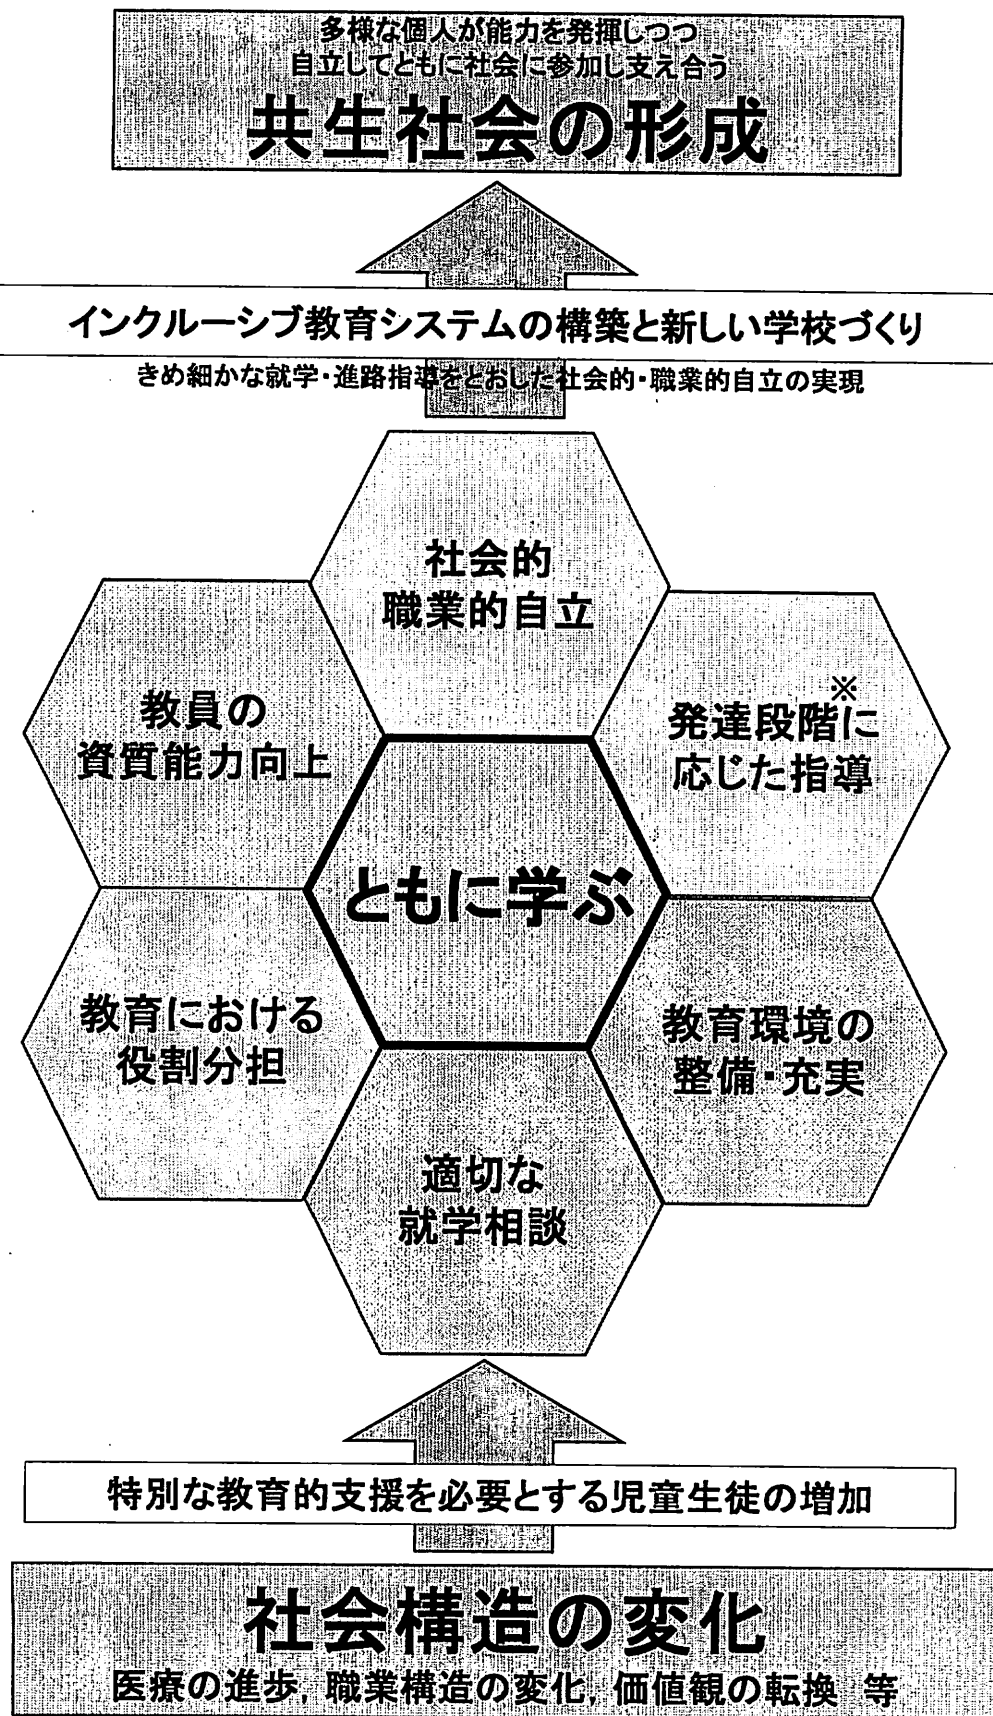 多様な個人が能力を発揮しつつ
自立してともに社会に参加し支え合う
共生社会の形成
インクルーシブ教育システムの構築と新しい学校づくり
きめ細かな就学・進路指導をとおした社会的・職業的自立の実現
社会的
職業的自立
教員の
資質能力向上
※
発達段階に
応じた指導
ともに学ぶ
教育における
役割分担
教育環境の
整備・充実
適切な
就学相談
特別な教育的支援を必要とする児童生徒の増加
社会構造の変化
医療の進歩,職業構造の変化,価値観の転換 等